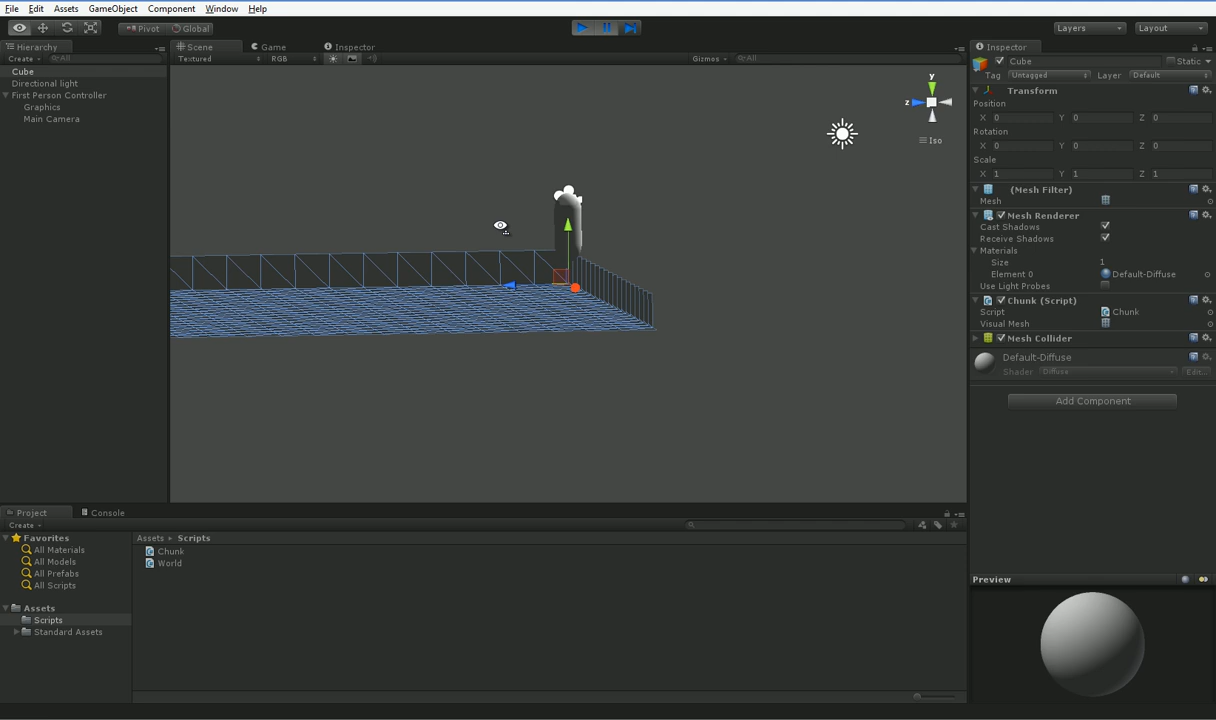 File Edit Assets GameObject Component Window Help
Pivot Global
Layers
Layout
Hierarchy
Create All
Cube
Directional light
First Person Controller
Graphics
Main Camera
Scene Game Inspector
Textured RGB Gizmos All
y
z
Iso
Inspector
Cube Static
Tag Untagged Layer Default
Transform
Position
X 0 Y 0 Z 0
Rotation
X 0 Y 0 Z 0
Scale
X 1 Y 1 Z 1
(Mesh Filter)
Mesh
Mesh Renderer
Cast Shadows
Receive Shadows
Materials
Size 1
Element 0 Default-Diffuse
Use Light Probes
Chunk (Script)
Script Chunk
Visual Mesh
Mesh Collider
Default-Diffuse
Shader Diffuse Edit...
Add Component
Preview
Project Console
Create
Favorites
All Materials
All Models
All Prefabs
All Scripts
Assets
Scripts
Standard Assets
Assets Scripts
Chunk
World